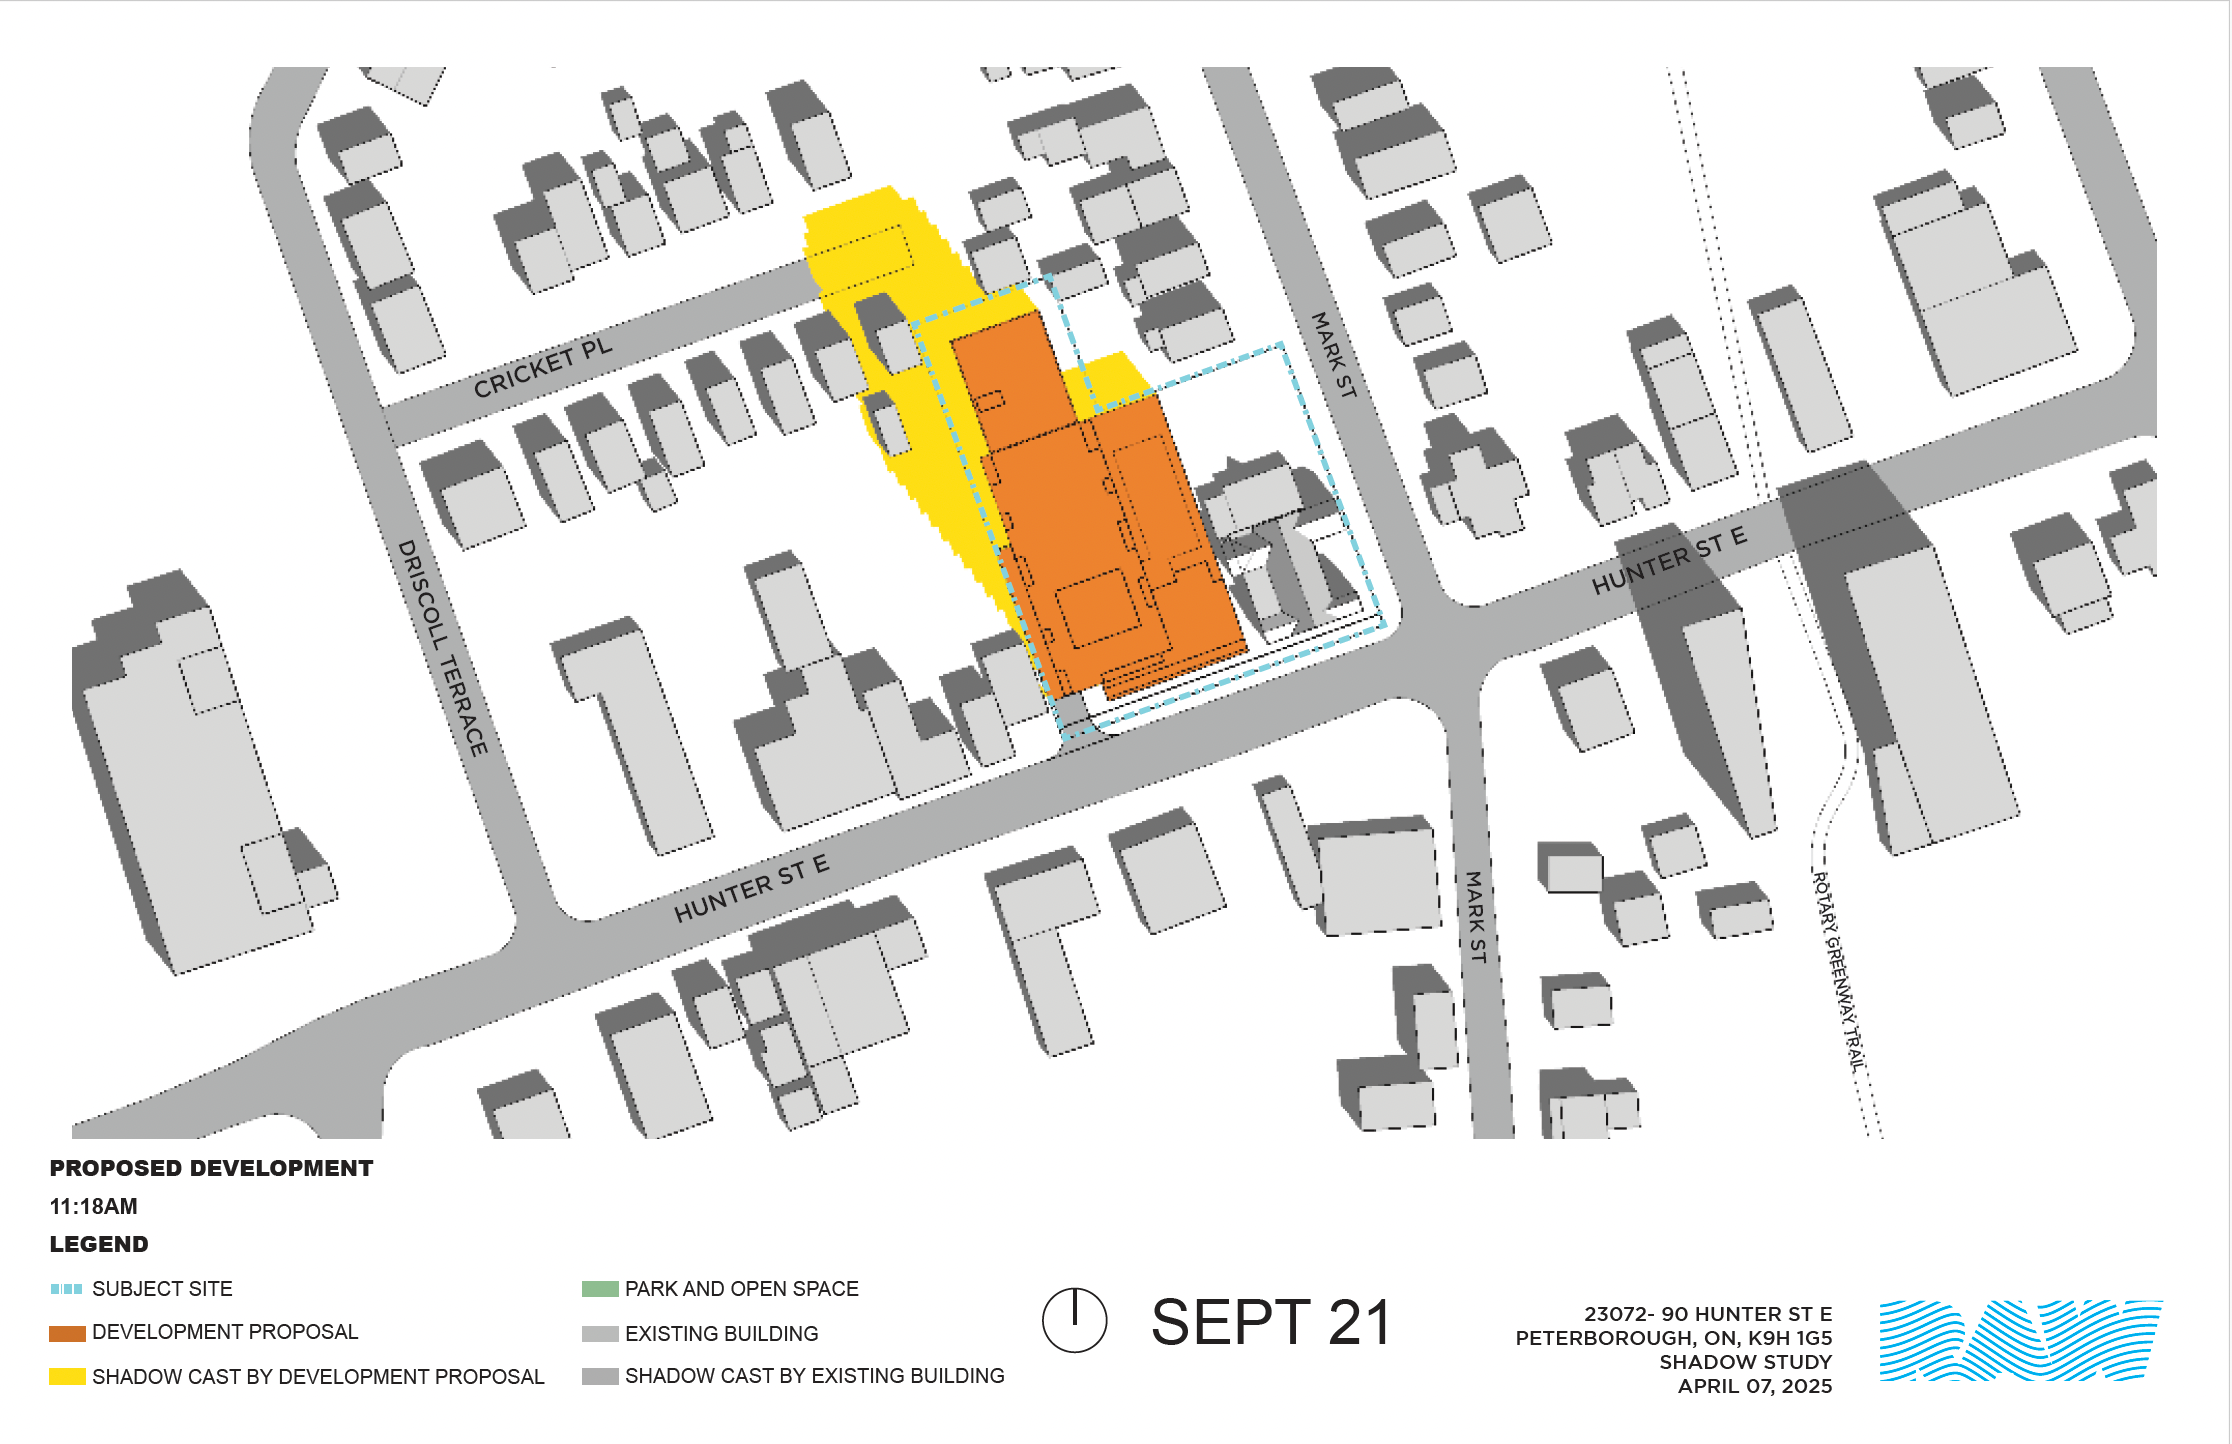 CRICKET PL
MARK ST
DRISCOLL TERRACE
HUNTER ST E
HUNTER ST E
MARK ST
ROTARY GREENWAY TRAIL
PROPOSED DEVELOPMENT
11:18AM
LEGEND
SUBJECT SITE
DEVELOPMENT PROPOSAL
SHADOW CAST BY DEVELOPMENT PROPOSAL
PARK AND OPEN SPACE
EXISTING BUILDING
SHADOW CAST BY EXISTING BUILDING
SEPT 21
23072- 90 HUNTER ST E
PETERBOROUGH, ON, K9H 1G5
SHADOW STUDY
APRIL 07, 2025